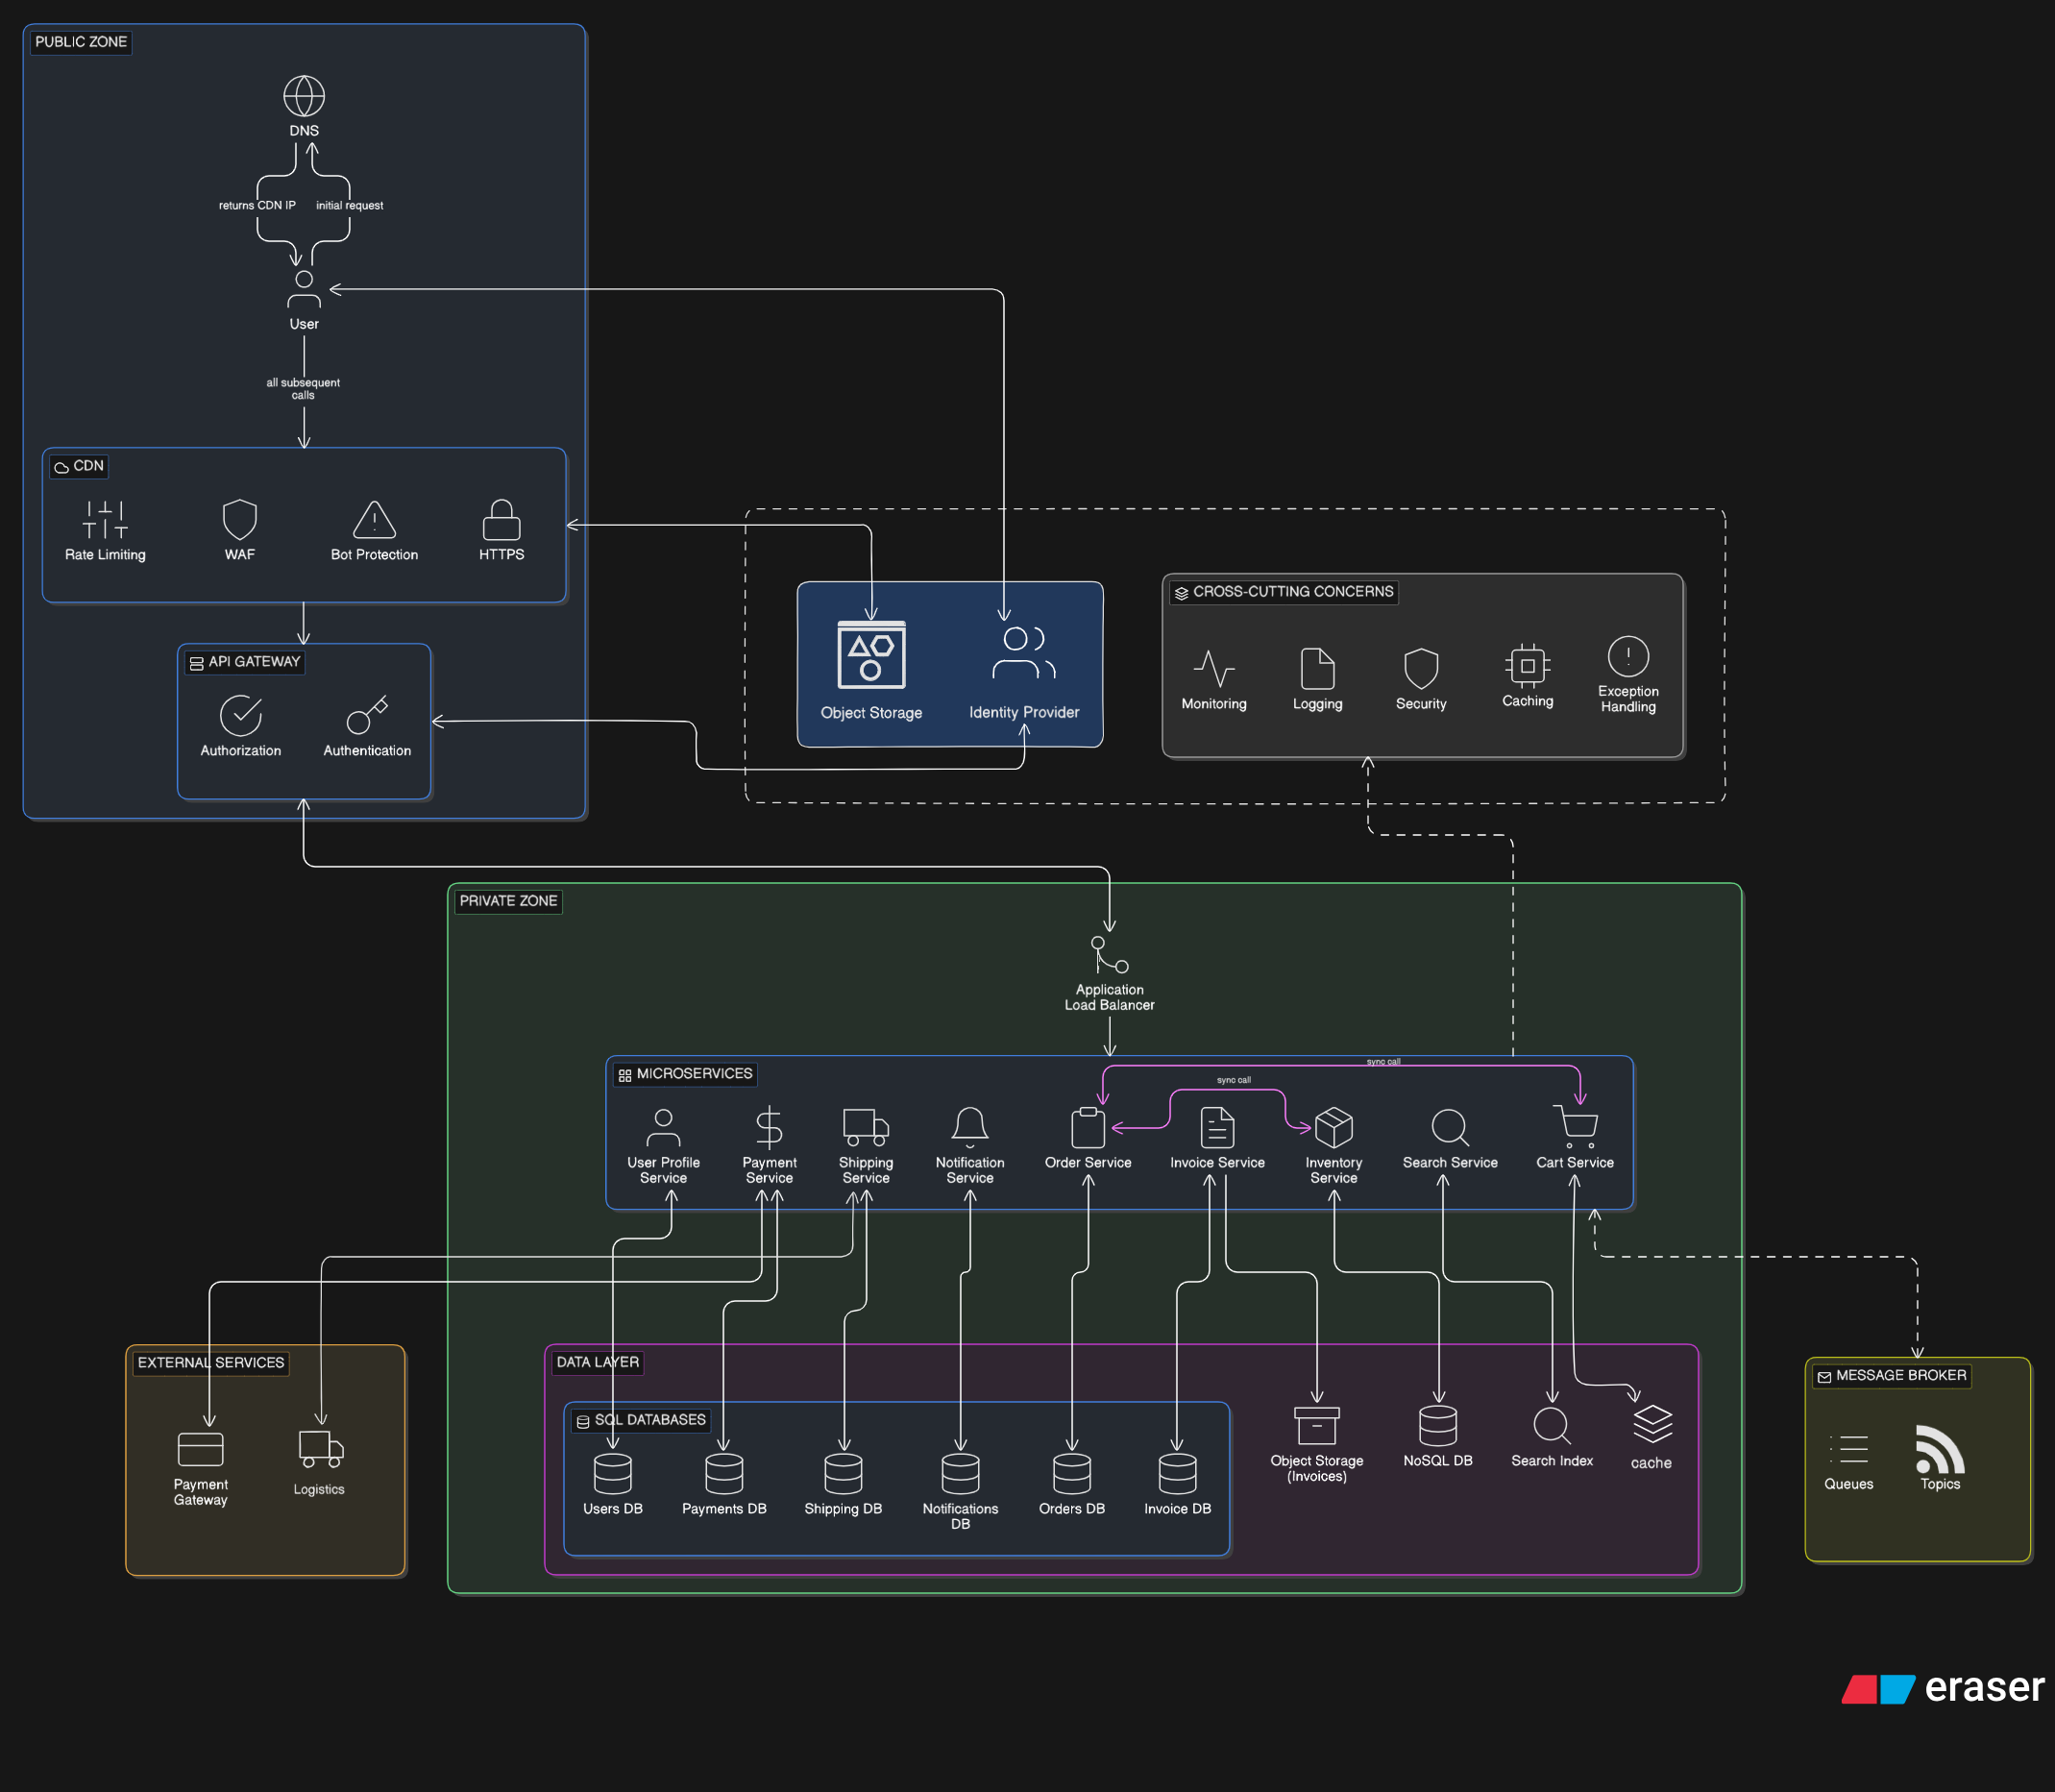 PUBLIC ZONE
DNS
returns CDN IP
initial request
User
all subsequent
calls
CDN
Rate Limiting
WAF
Bot Protection
HTTPS
API GATEWAY
Authorization
Authentication
Object Storage
Identity Provider
CROSS-CUTTING CONCERNS
Monitoring
Logging
Security
Caching
Exception
Handling
PRIVATE ZONE
Application
Load Balancer
MICROSERVICES
sync call
sync call
User Profile
Service
Payment
Service
Shipping
Service
Notification
Service
Order Service
Invoice Service
Inventory
Service
Search Service
Cart Service
EXTERNAL SERVICES
Payment
Gateway
Logistics
DATA LAYER
SQL DATABASES
Users DB
Payments DB
Shipping DB
Notifications
DB
Orders DB
Invoice DB
Object Storage
(Invoices)
NoSQL DB
Search Index
cache
MESSAGE BROKER
Queues
Topics
eraser